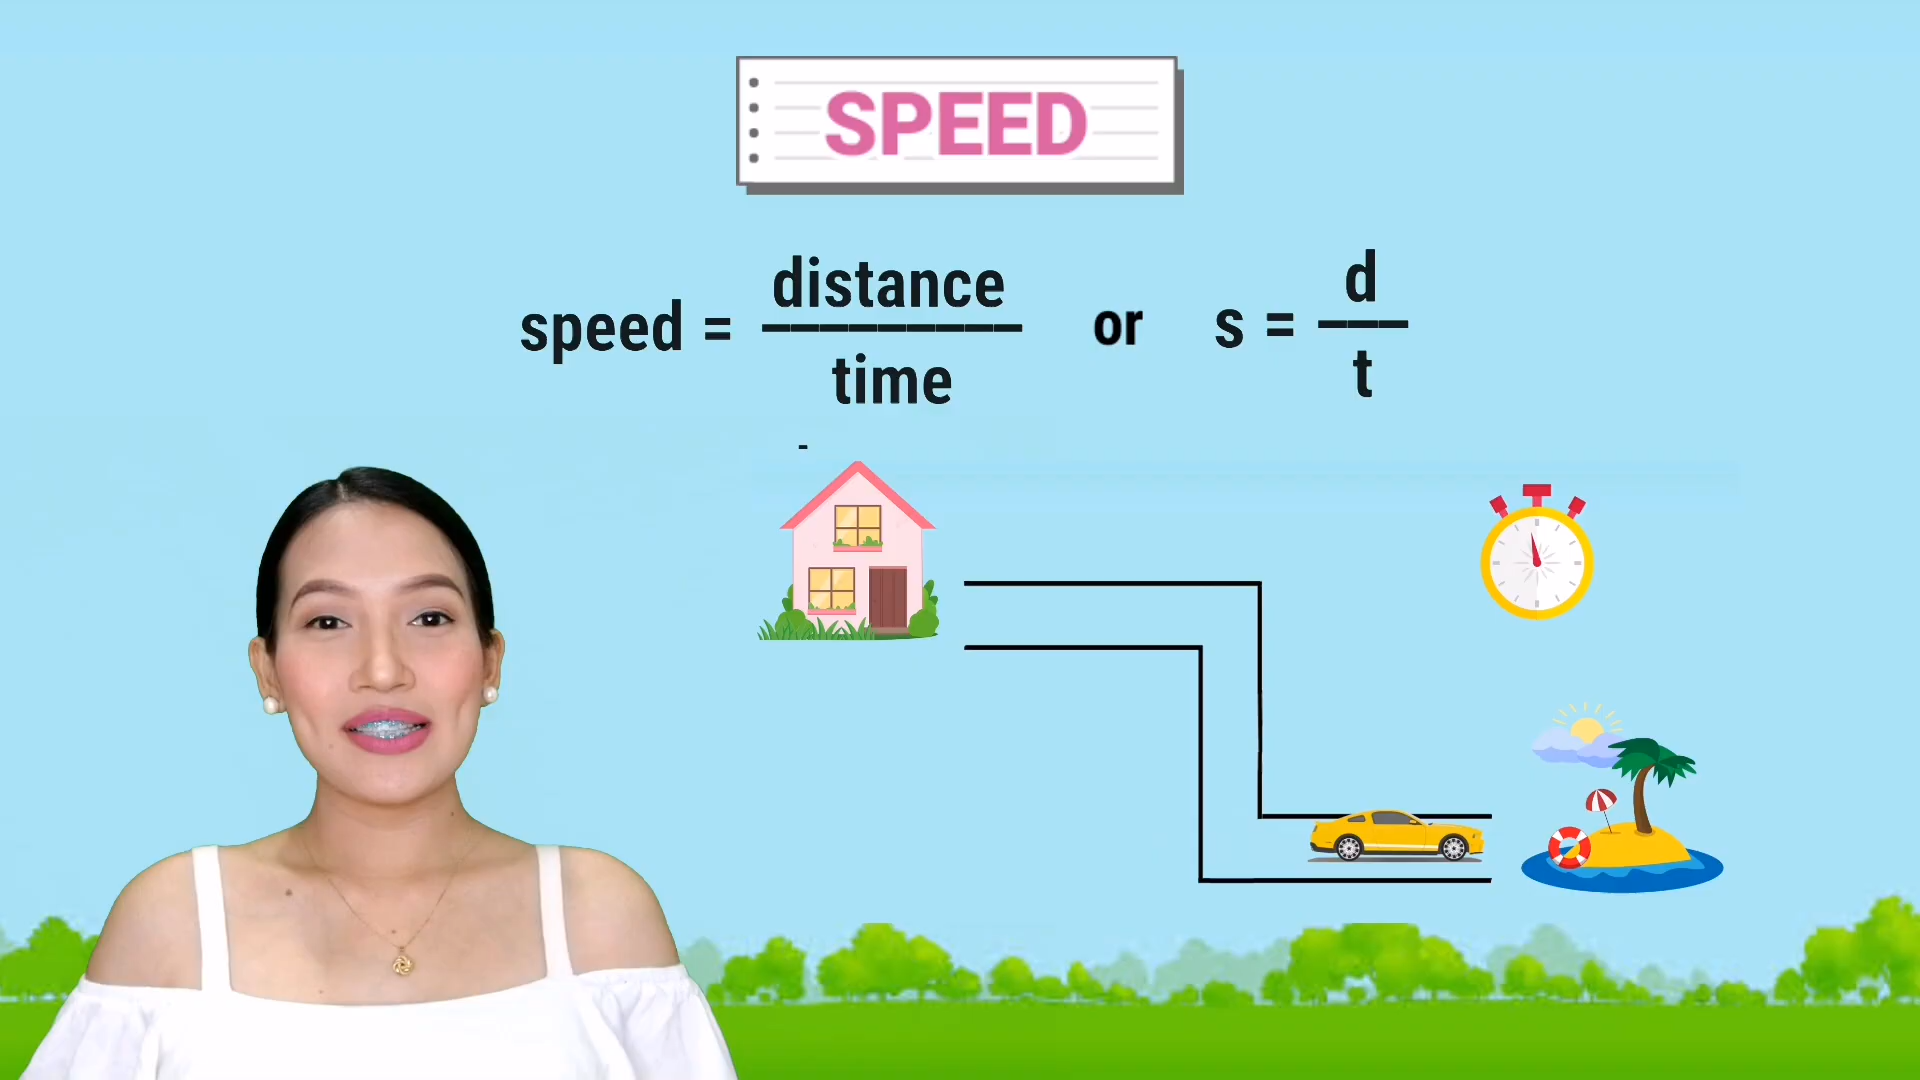 SPEED
speed = distance / time or s = d / t
-